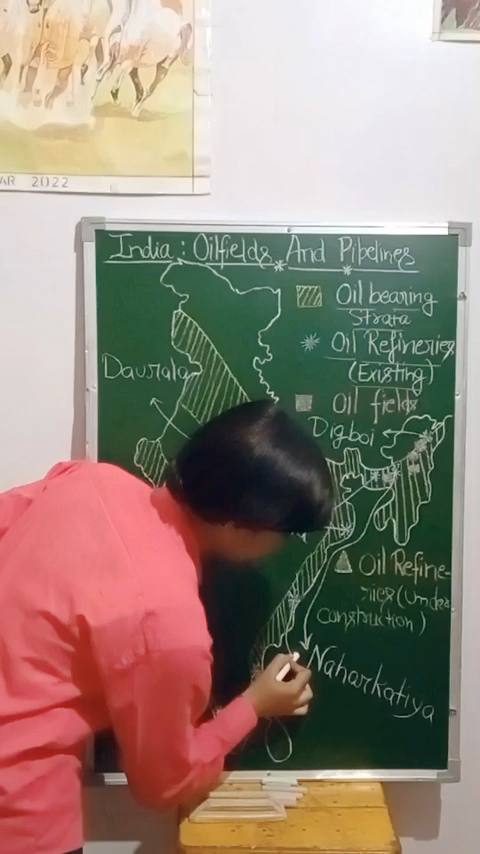 AR 2022
India : Oilfields And Pipelines
Oil bearing
Strata
Oil Refineries
(Existing)
Daurala
Oil fields
Digboi
Oil Refine-
ries (Under
construction)
Naharkatiya